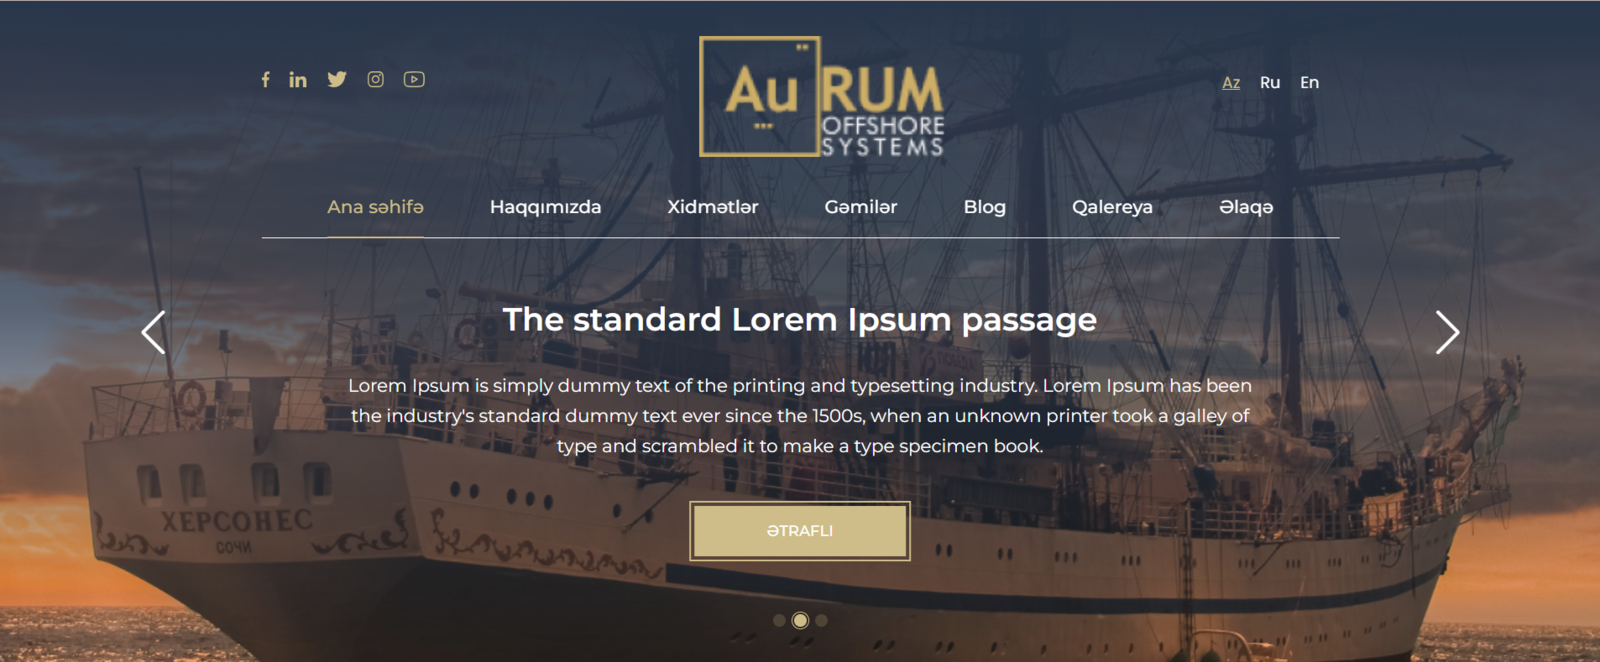 Au RUM
OFFSHORE
SYSTEMS
Az Ru En
Ana səhifə Haqqımızda Xidmətlər Gəmilər Blog Qalereya Əlaqə
The standard Lorem Ipsum passage
Lorem Ipsum is simply dummy text of the printing and typesetting industry. Lorem Ipsum has been
the industry's standard dummy text ever since the 1500s, when an unknown printer took a galley of
type and scrambled it to make a type specimen book.
ƏTRAFLI
ХЕРСОНЕС
СОЧИ